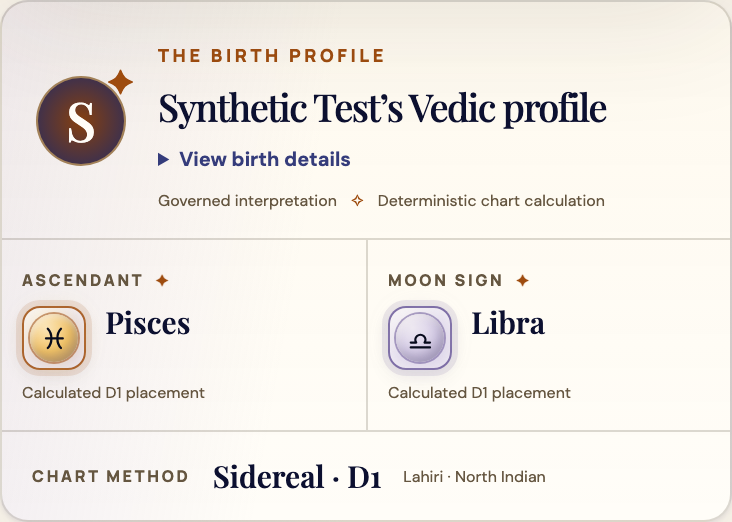 S
THE BIRTH PROFILE
Synthetic Test’s Vedic profile
View birth details
Governed interpretation ✧ Deterministic chart calculation
ASCENDANT ✦
♓ Pisces
Calculated D1 placement
MOON SIGN ✦
♎ Libra
Calculated D1 placement
CHART METHOD Sidereal · D1 Lahiri · North Indian